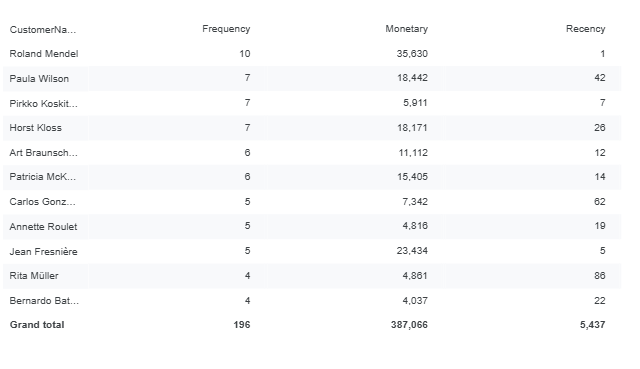 CustomerNa... Frequency Monetary Recency
Roland Mendel 10 35,630 1
Paula Wilson 7 18,442 42
Pirkko Koskit... 7 5,911 7
Horst Kloss 7 18,171 26
Art Braunsch... 6 11,112 12
Patricia McK... 6 15,405 14
Carlos Gonz... 5 7,342 62
Annette Roulet 5 4,816 19
Jean Fresnière 5 23,434 5
Rita Müller 4 4,861 86
Bernardo Bat... 4 4,037 22
Grand total 196 387,066 5,437